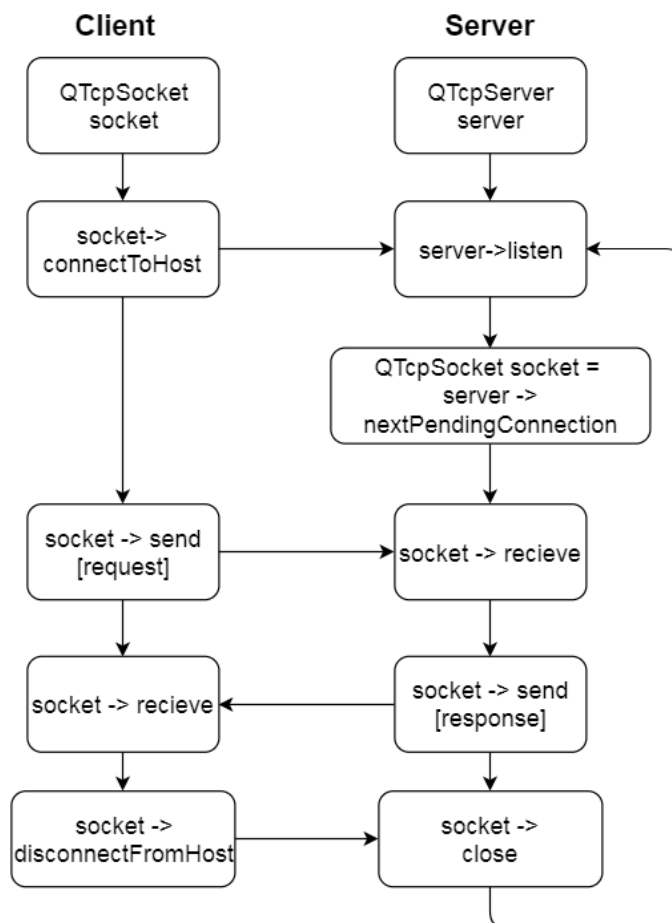 Client
Server
QTcpSocket
socket
QTcpServer
server
socket->
connectToHost
server->listen
QTcpSocket socket =
server ->
nextPendingConnection
socket -> send
[request]
socket -> recieve
socket -> recieve
socket -> send
[response]
socket ->
disconnectFromHost
socket ->
close